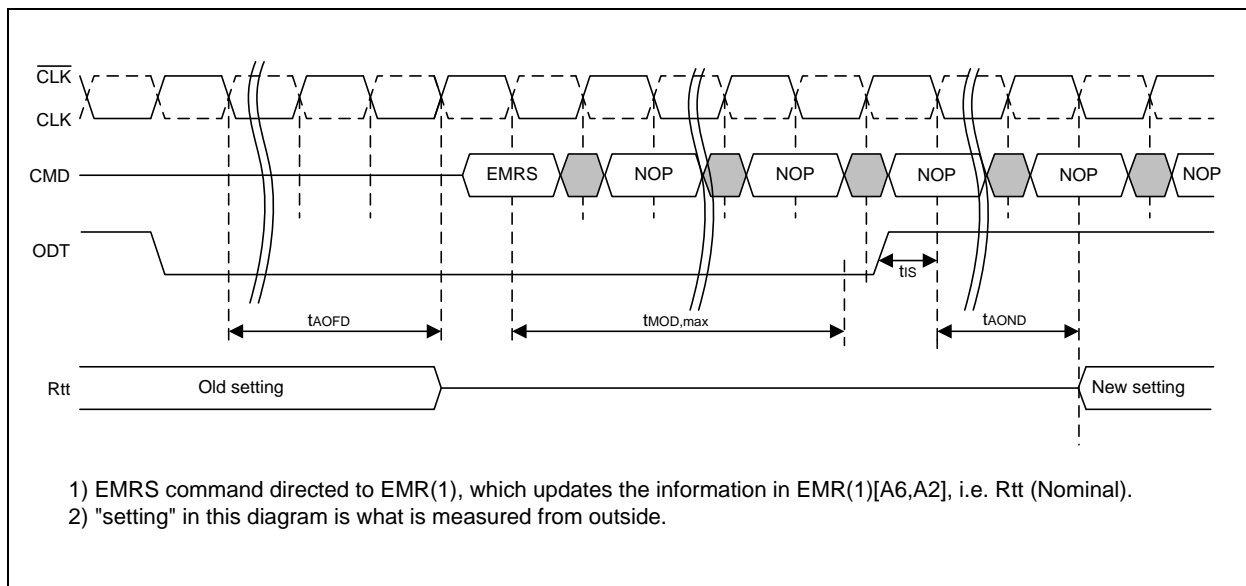 CLK
CLK
CMD EMRS NOP NOP NOP NOP NOP
ODT
tIS
tAOFD tMOD,max tAOND
Rtt Old setting New setting
1) EMRS command directed to EMR(1), which updates the information in EMR(1)[A6,A2], i.e. Rtt (Nominal).
2) "setting" in this diagram is what is measured from outside.